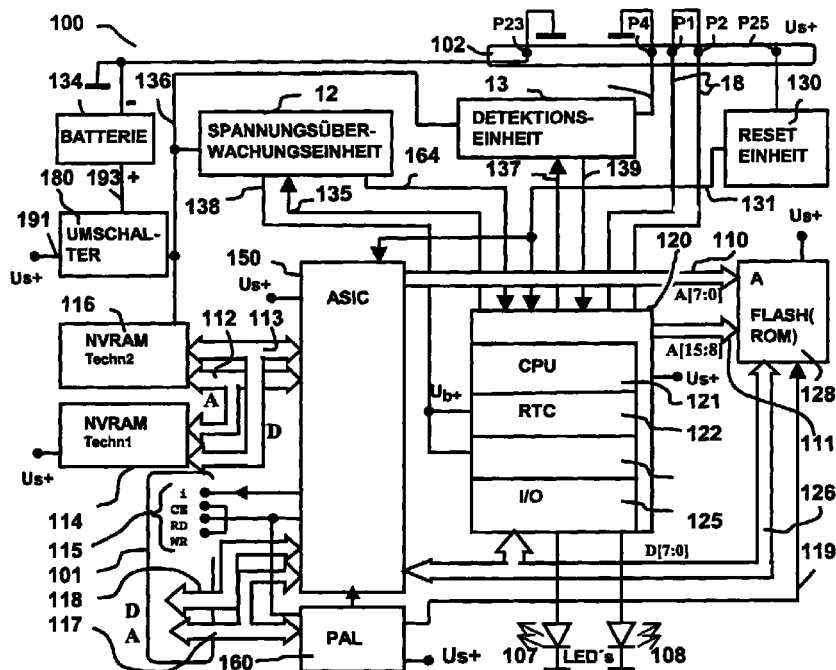 100
102
P23
P4
P1
P2
P25
Us+
134
136
12
13
18
130
BATTERIE
SPANNUNGSÜBER-
WACHUNGSEINHEIT
DETEKTIONS-
EINHEIT
RESET
EINHEIT
-
193
+
180
138
135
164
137
139
131
191
UMSCHAL-
TER
Us+
Us+
150
120
110
116
Us+
ASIC
A[7:0]
A
FLASH(
ROM)
NVRAM
Techn2
112
113
A[15:8]
CPU
Us+
128
A
Ub+
121
NVRAM
Techn1
D
RTC
122
111
Us+
114
I/O
125
126
i
CE
RD
WR
115
101
119
118
D[7:0]
D
A
117
PAL
160
Us+
107
LED´s
108